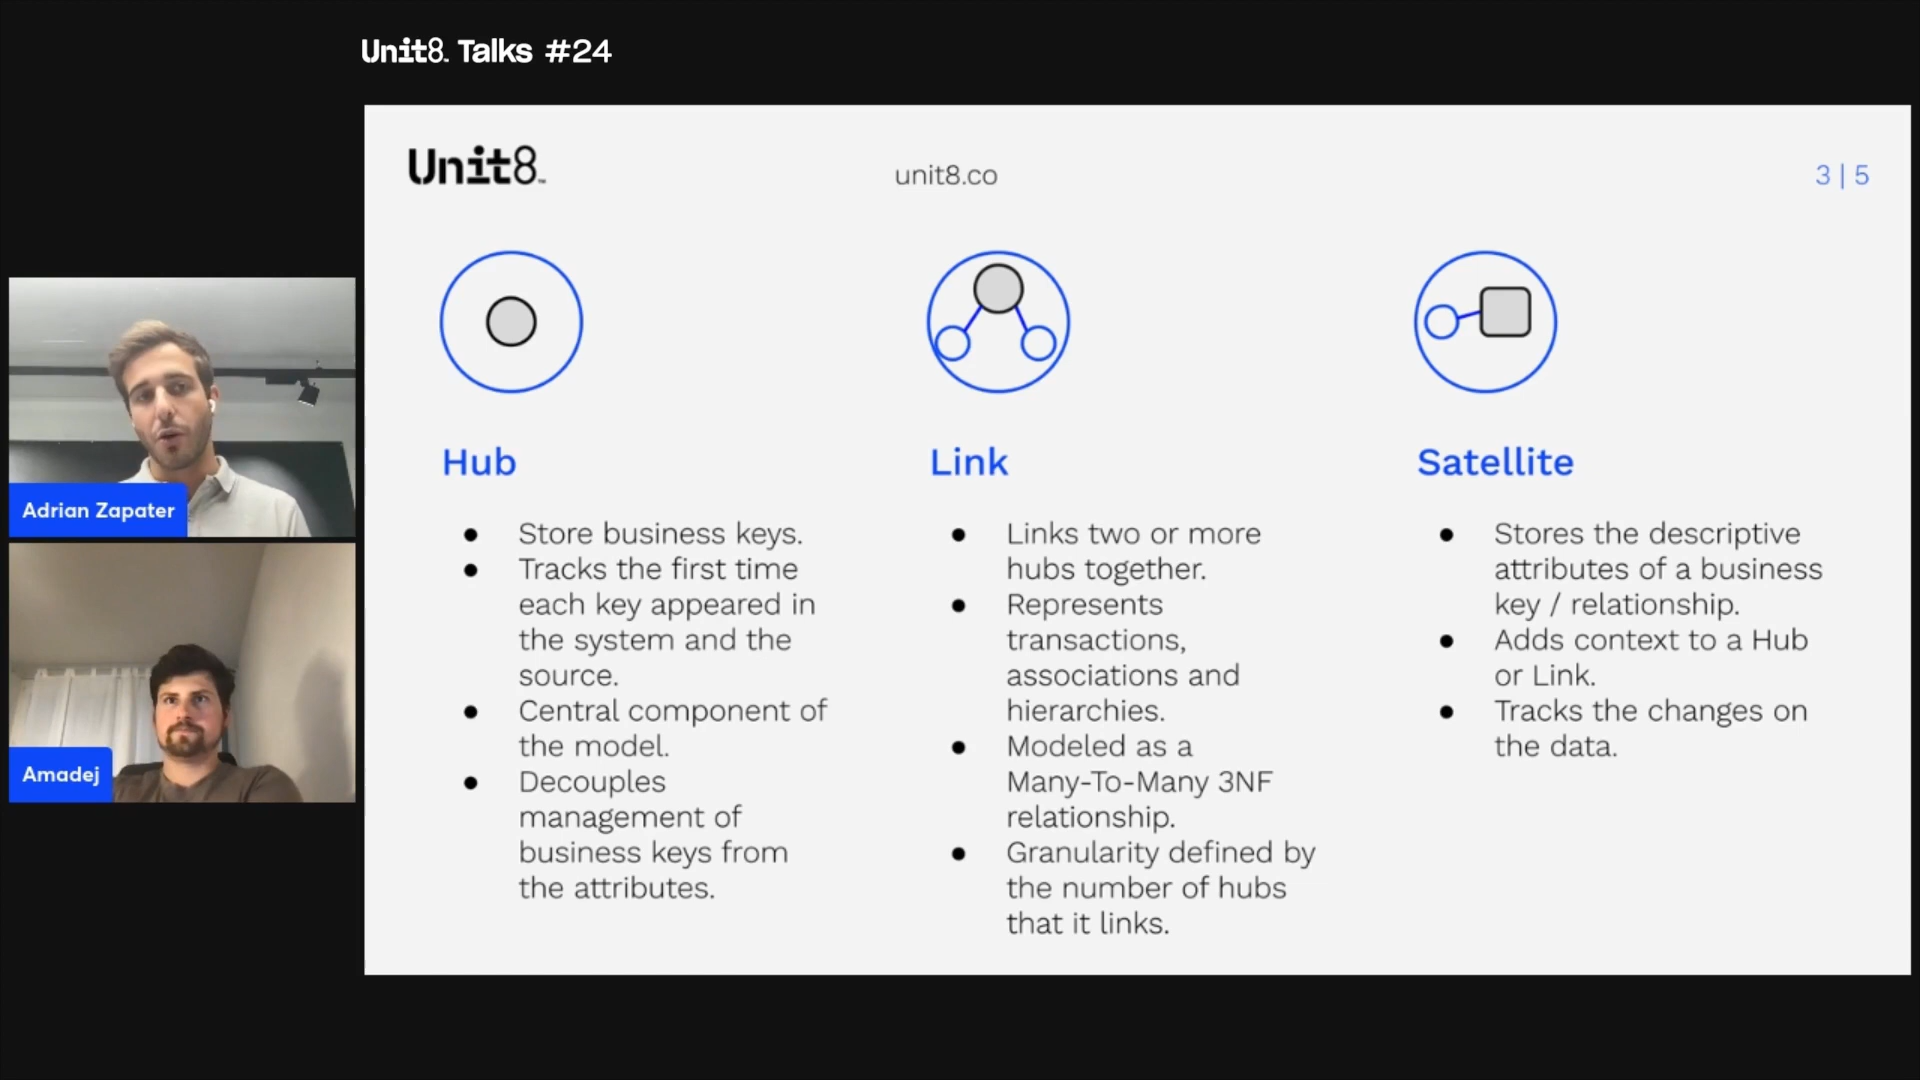 Unit8 Talks #24
Unit8
unit8.co
3 | 5
Adrian Zapater
Amadej
Hub
Store business keys.
Tracks the first time
each key appeared in
the system and the
source.
Central component of
the model.
Decouples
management of
business keys from
the attributes.
Link
Links two or more
hubs together.
Represents
transactions,
associations and
hierarchies.
Modeled as a
Many-To-Many 3NF
relationship.
Granularity defined by
the number of hubs
that it links.
Satellite
Stores the descriptive
attributes of a business
key / relationship.
Adds context to a Hub
or Link.
Tracks the changes on
the data.